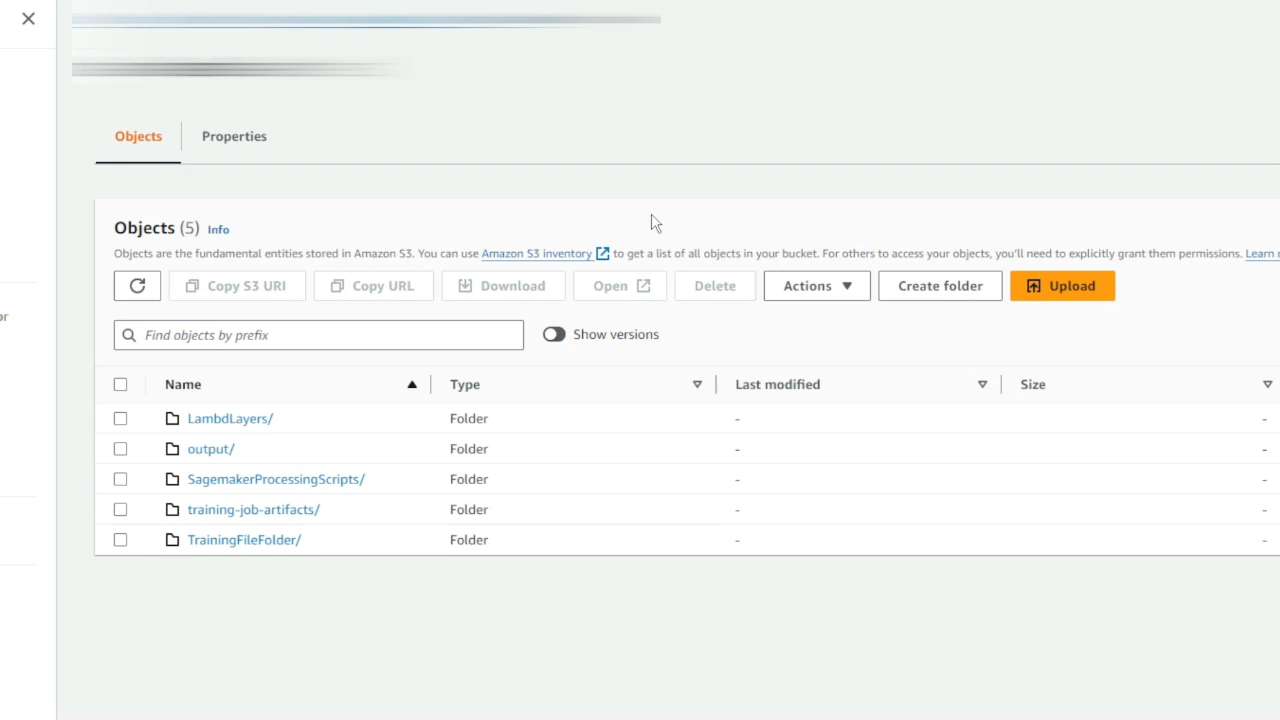 Objects Properties
Objects (5) Info
Objects are the fundamental entities stored in Amazon S3. You can use Amazon S3 inventory to get a list of all objects in your bucket. For others to access your objects, you'll need to explicitly grant them permissions. Learn
Copy S3 URI Copy URL Download Open Delete Actions Create folder Upload
Find objects by prefix Show versions
or
Name Type Last modified Size
LambdLayers/ Folder - -
output/ Folder - -
SagemakerProcessingScripts/ Folder - -
training-job-artifacts/ Folder - -
TrainingFileFolder/ Folder - -